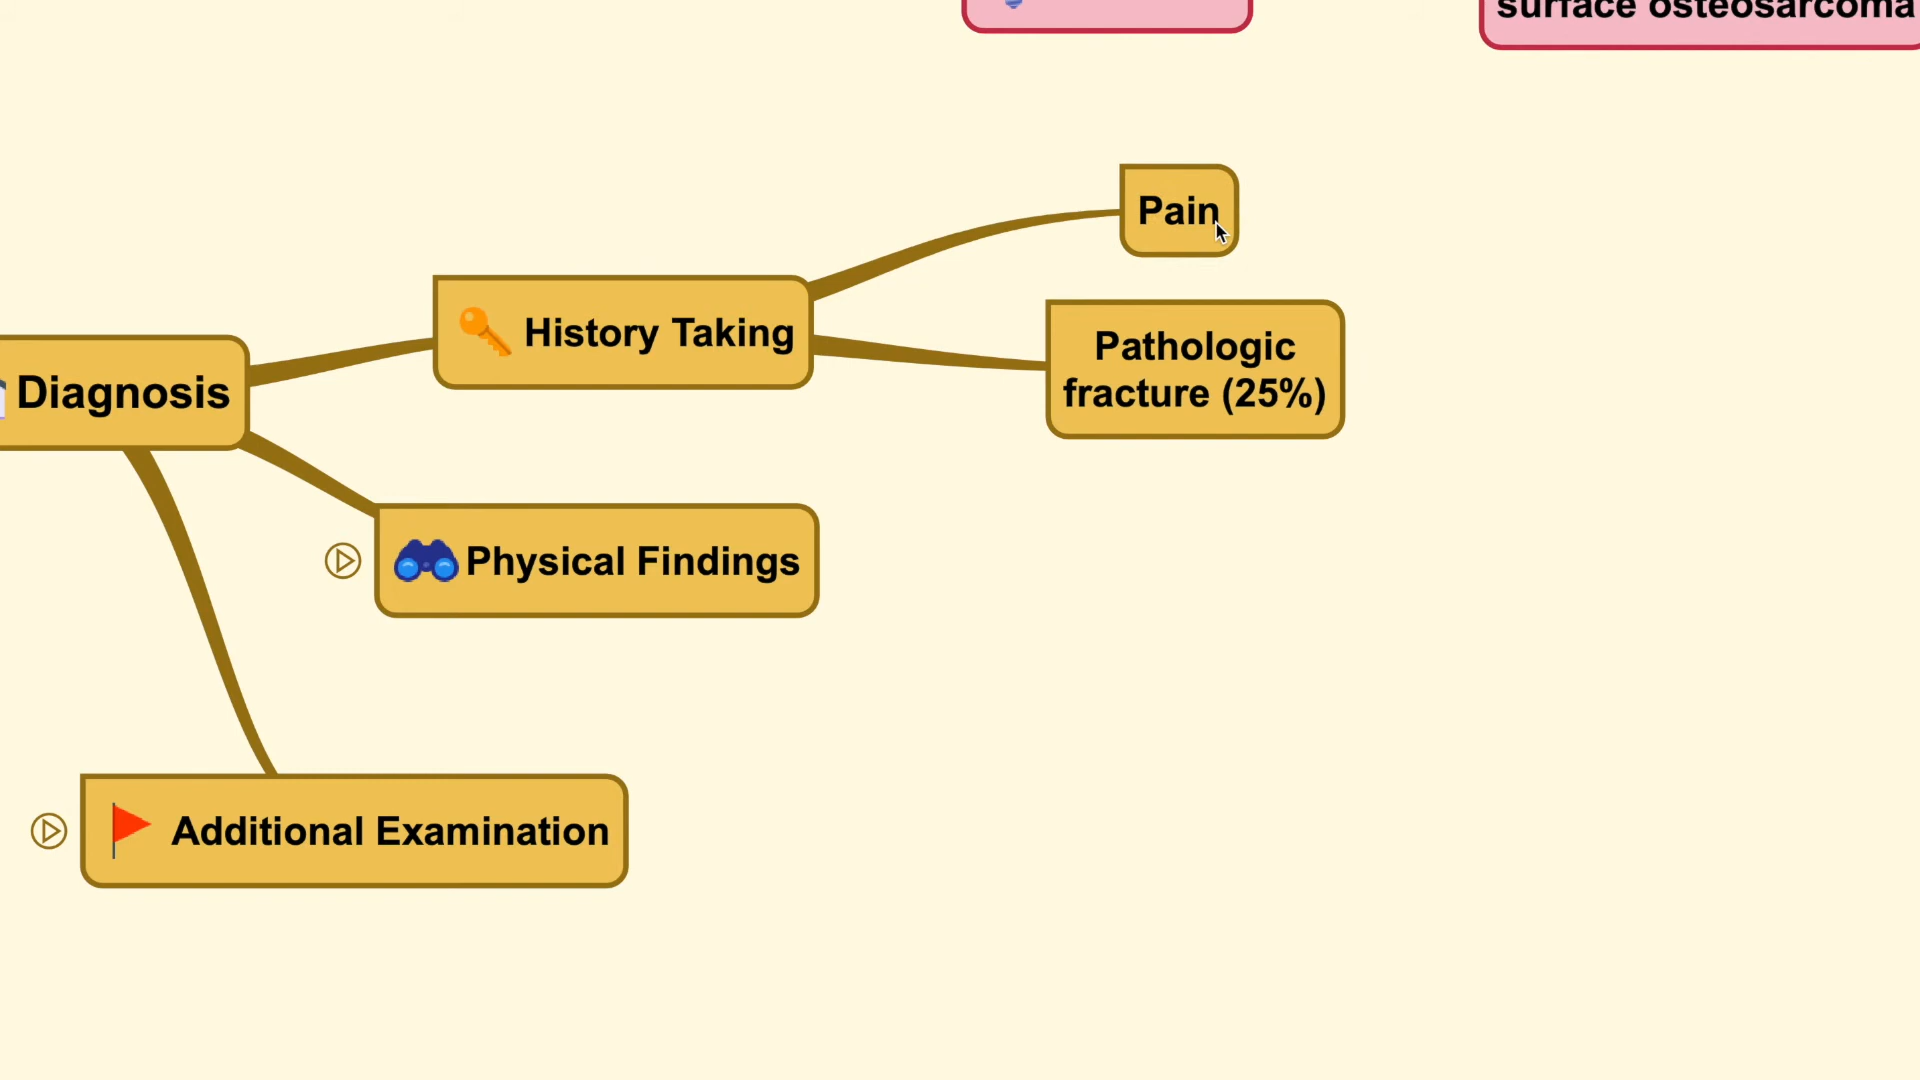 surface osteosarcoma
Pain
History Taking
Pathologic
fracture (25%)
Diagnosis
Physical Findings
Additional Examination